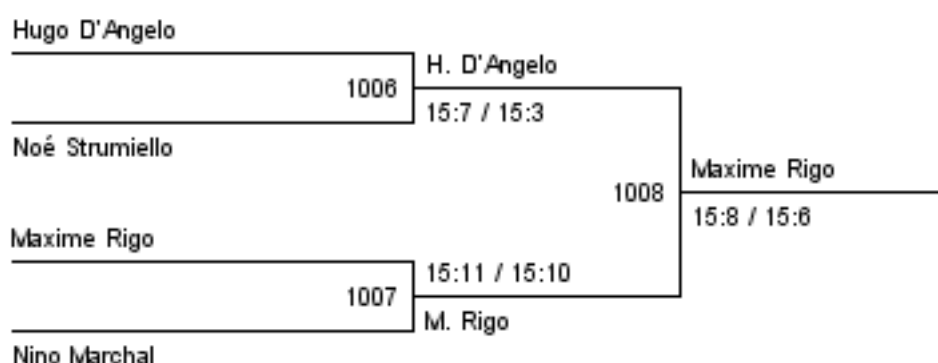 Hugo D'Angelo
H. D'Angelo
1006
15:7 / 15:3
Noé Strumiello
Maxime Rigo
1008
15:8 / 15:6
Maxime Rigo
15:11 / 15:10
1007
M. Rigo
Nino Marchal